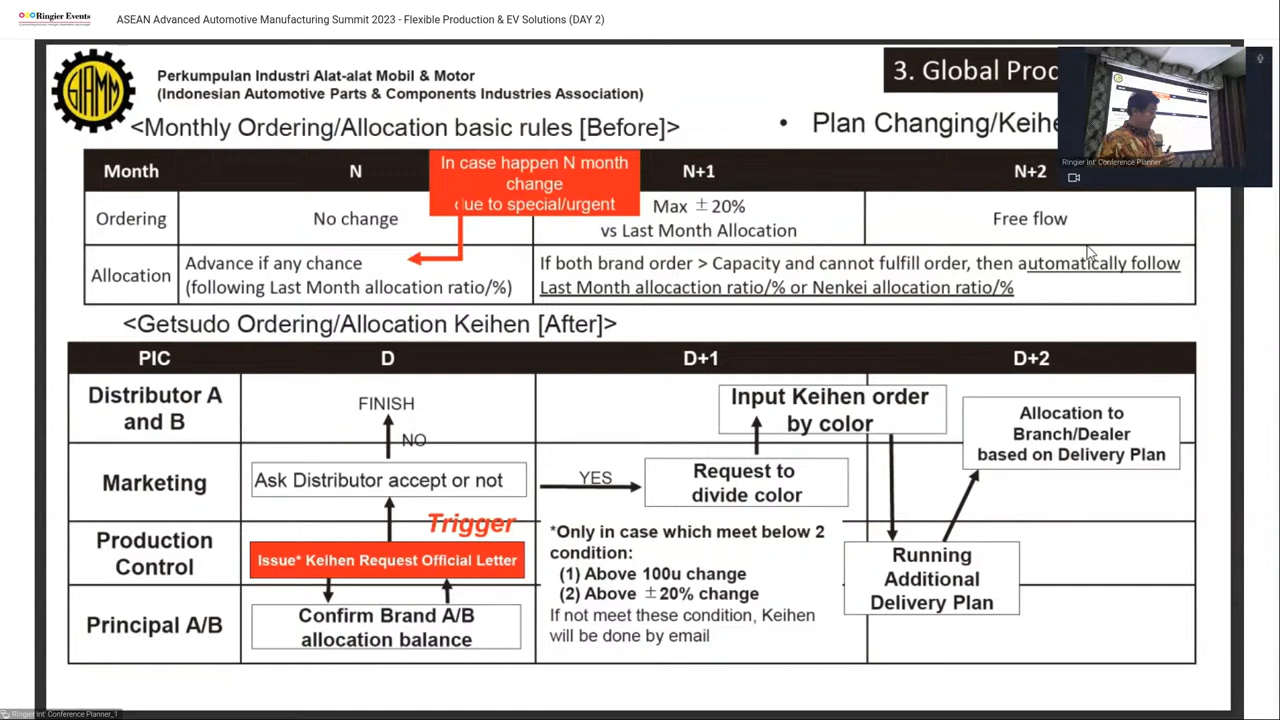 Ringier Events
ASEAN Advanced Automotive Manufacturing Summit 2023 - Flexible Production & EV Solutions (DAY 2)
GIAMM
Perkumpulan Industri Alat-alat Mobil & Motor
(Indonesian Automotive Parts & Components Industries Association)
3. Global Prod
<Monthly Ordering/Allocation basic rules [Before]>
• Plan Changing/Keihe
Ringier Int' Conference Planner
Month N N+1 N+2
In case happen N month
change
due to special/urgent
Ordering No change
Max ±20%
vs Last Month Allocation
Free flow
Allocation
Advance if any chance
(following Last Month allocation ratio/%)
If both brand order > Capacity and cannot fulfill order, then automatically follow
Last Month allocaction ratio/% or Nenkei allocation ratio/%
<Getsudo Ordering/Allocation Keihen [After]>
PIC D D+1 D+2
Distributor A
and B
FINISH
NO
Input Keihen order
by color
Allocation to
Branch/Dealer
based on Delivery Plan
Marketing
Ask Distributor accept or not
YES
Request to
divide color
Production
Control
Trigger
Issue* Keihen Request Official Letter
*Only in case which meet below 2
condition:
(1) Above 100u change
(2) Above ±20% change
If not meet these condition, Keihen
will be done by email
Running
Additional
Delivery Plan
Principal A/B
Confirm Brand A/B
allocation balance
Ringier Int' Conference Planner_1